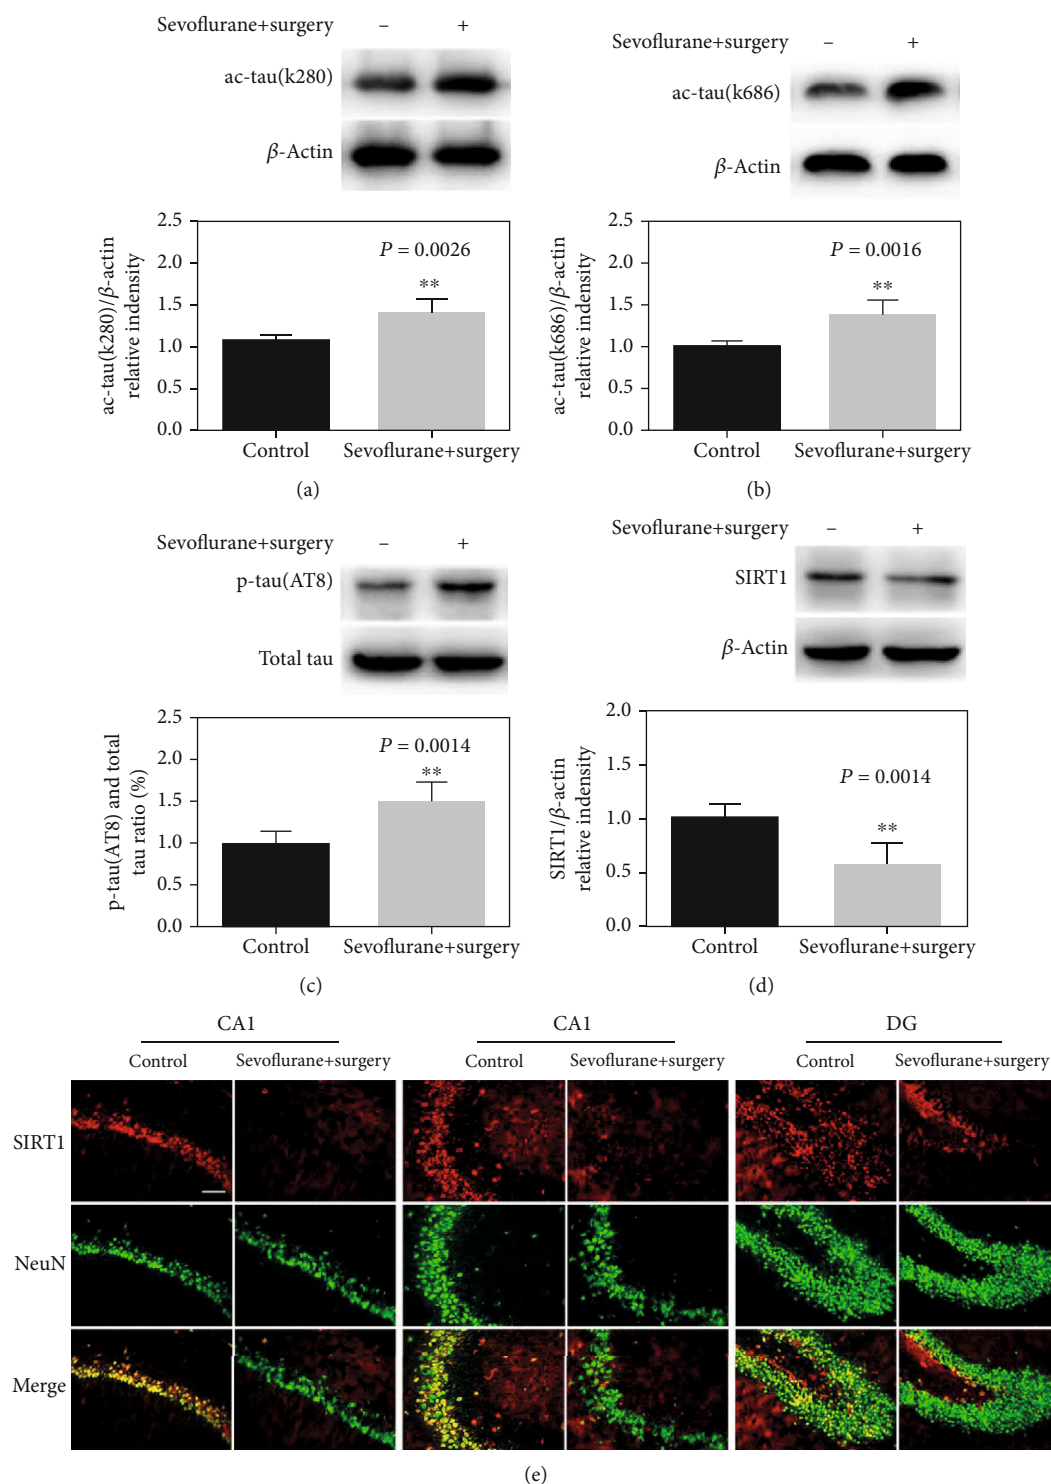 Sevoflurane+surgery – +
ac-tau(k280)
β-Actin
ac-tau(k280)/β-actin
relative indensity
2.5
2.0
1.5
1.0
0.5
0.0
P = 0.0026
**
Control Sevoflurane+surgery
(a)
Sevoflurane+surgery – +
ac-tau(k686)
β-Actin
ac-tau(k686)/β-actin
relative indensity
2.5
2.0
1.5
1.0
0.5
0.0
P = 0.0016
**
Control Sevoflurane+surgery
(b)
Sevoflurane+surgery – +
p-tau(AT8)
Total tau
p-tau(AT8) and total
tau ratio (%)
2.5
2.0
1.5
1.0
0.5
0.0
P = 0.0014
**
Control Sevoflurane+surgery
(c)
Sevoflurane+surgery – +
SIRT1
β-Actin
SIRT1/β-actin
relative indensity
2.0
1.5
1.0
0.5
0.0
P = 0.0014
**
Control Sevoflurane+surgery
(d)
CA1 CA1 DG
Control Sevoflurane+surgery Control Sevoflurane+surgery Control Sevoflurane+surgery
SIRT1
NeuN
Merge
(e)